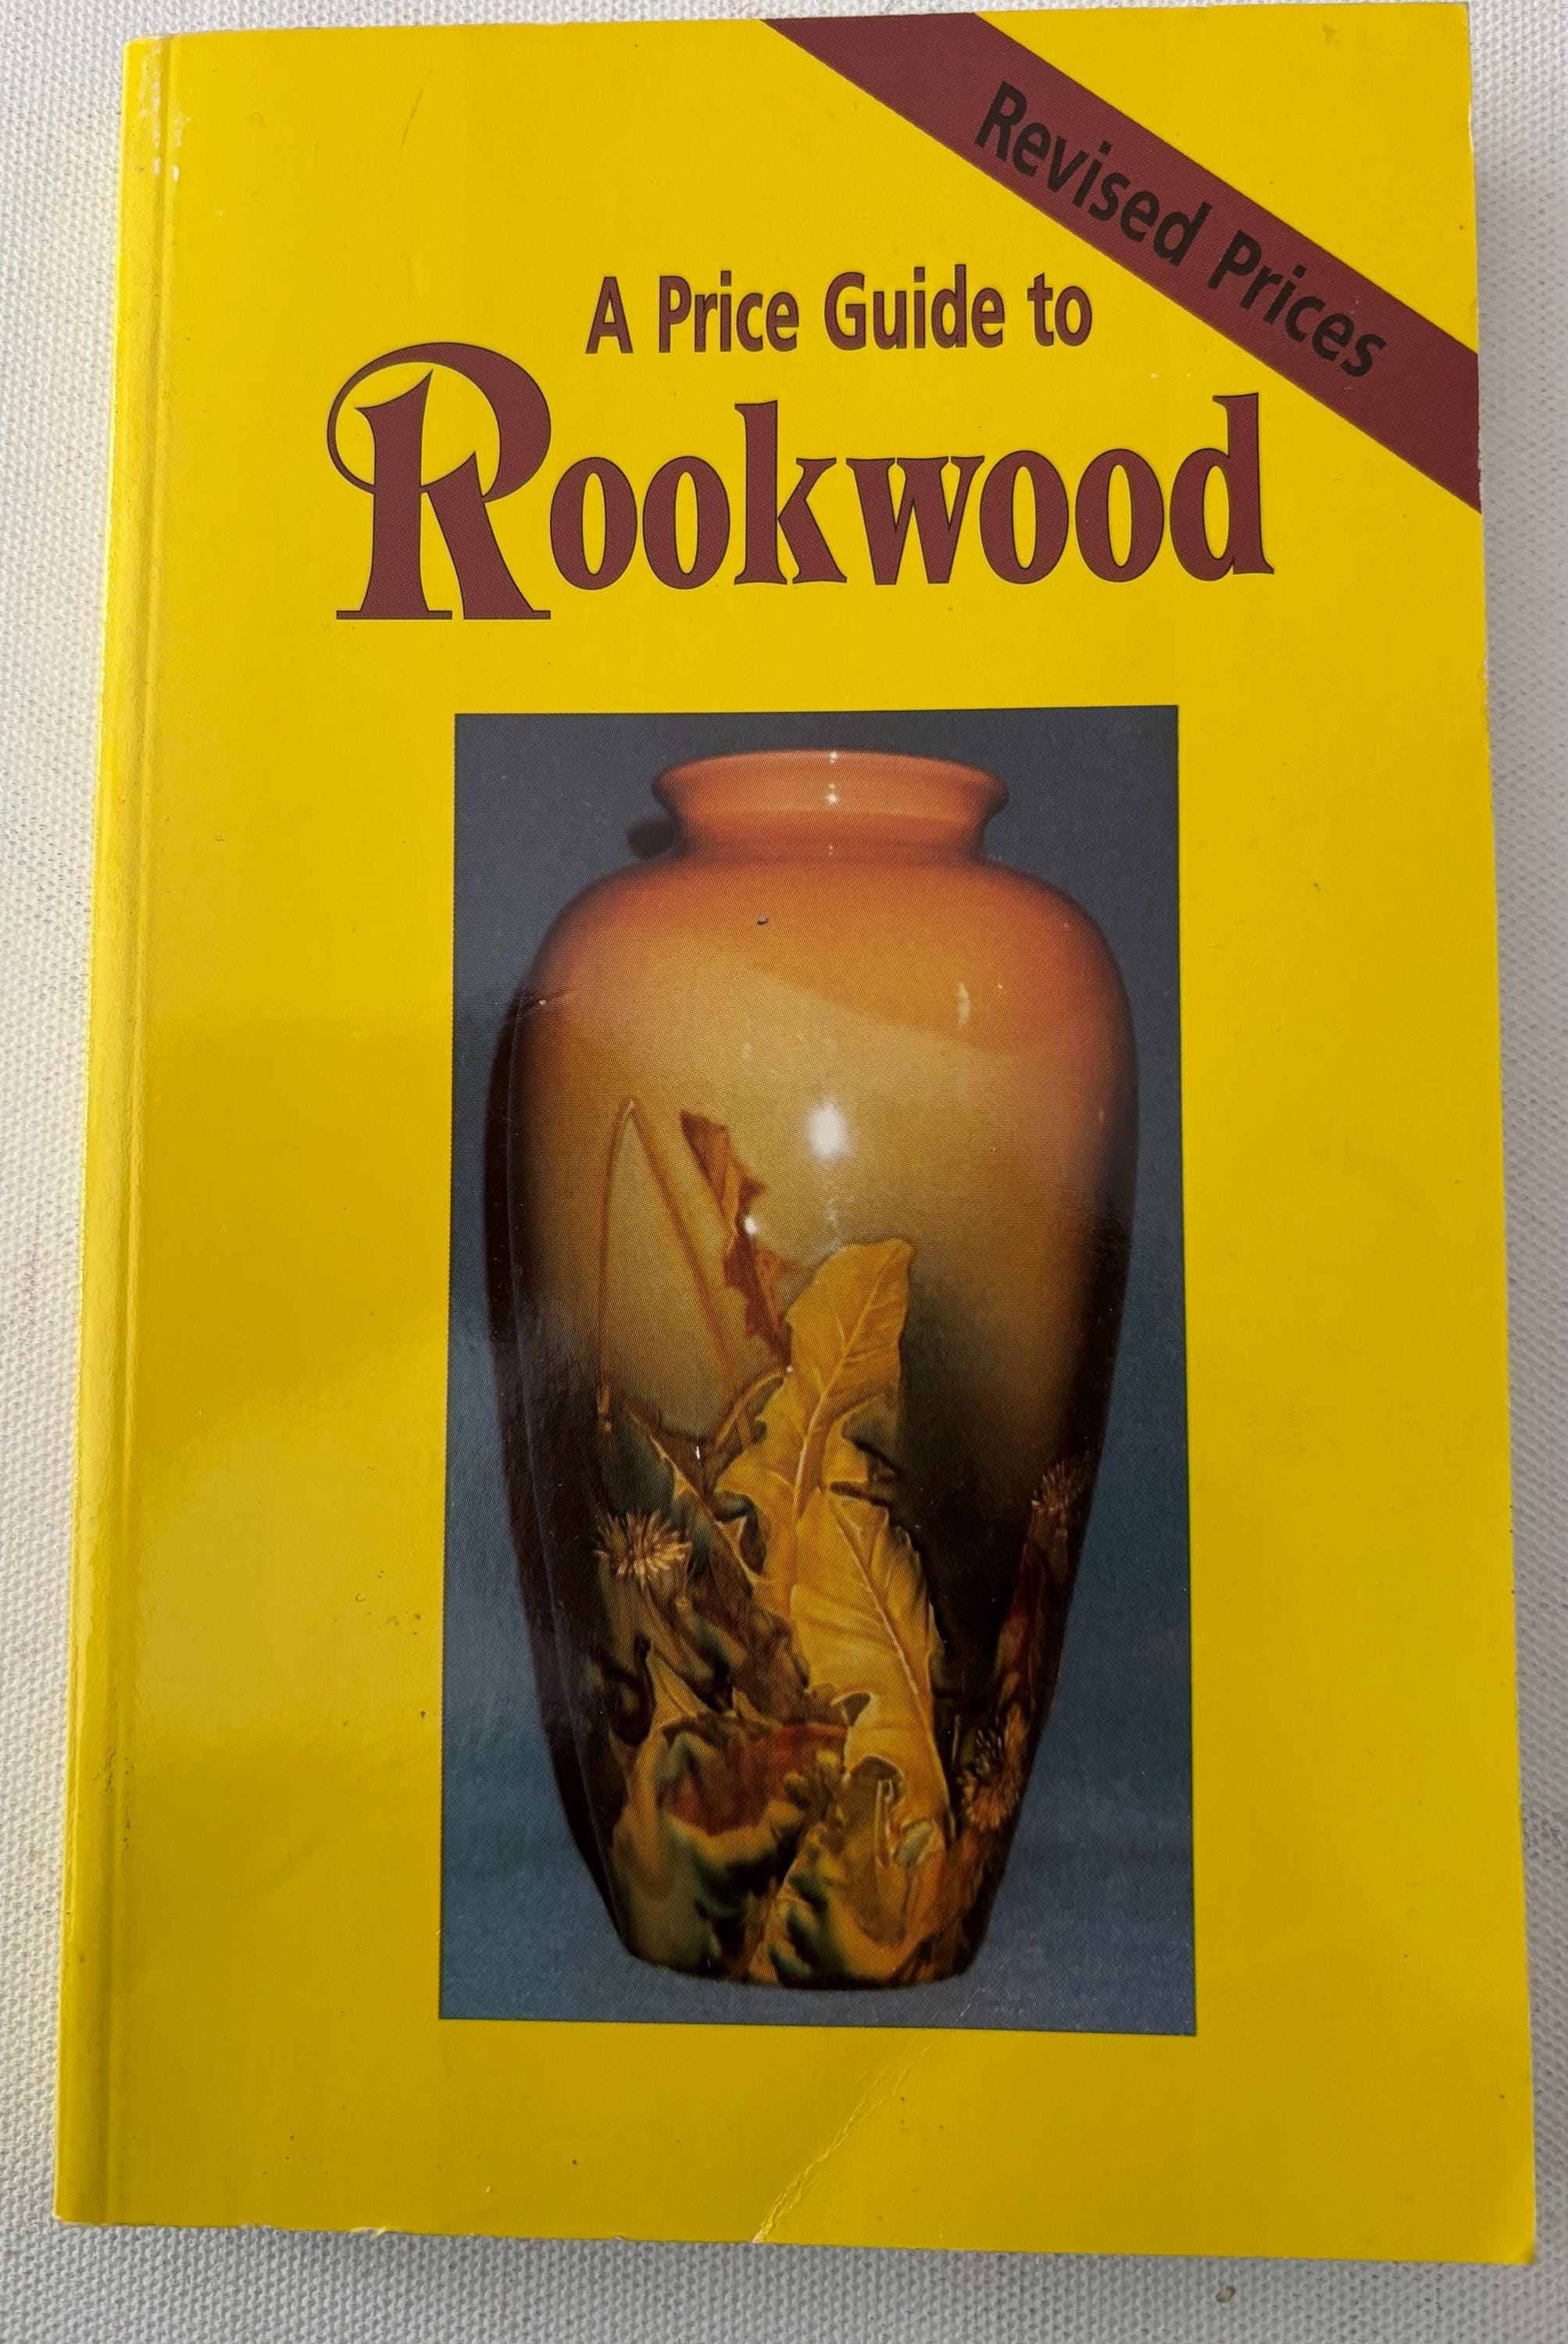 Revised Prices
A Price Guide to
Rookwood